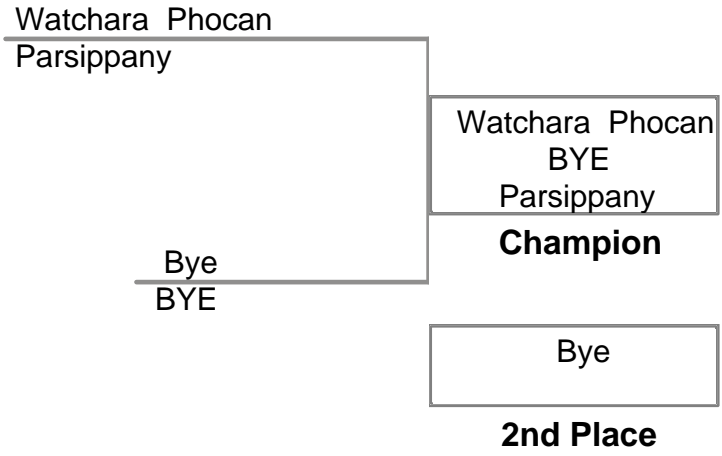 Watchara Phocan
Parsippany
Watchara Phocan
BYE
Parsippany
Champion
Bye
BYE
Bye
2nd Place